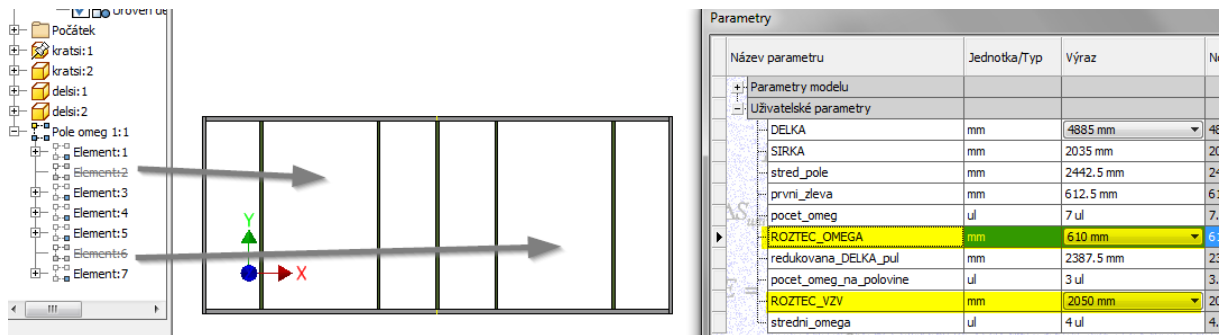 Úroveň de
Počátek
kratsi:1
kratsi:2
delsi:1
delsi:2
Pole omeg 1:1
Element:1
Element:2
Element:3
Element:4
Element:5
Element:6
Element:7
Y
X
Parametry
Název parametru Jednotka/Typ Výraz
Parametry modelu
Uživatelské parametry
DELKA mm 4885 mm
SIRKA mm 2035 mm
stred_pole mm 2442.5 mm
prvni_zleva mm 612.5 mm
pocet_omeg ul 7 ul
ROZTEC_OMEGA mm 610 mm
redukovana_DELKA_pul mm 2387.5 mm
pocet_omeg_na_polovine ul 3 ul
ROZTEC_VZV mm 2050 mm
stredni_omega ul 4 ul